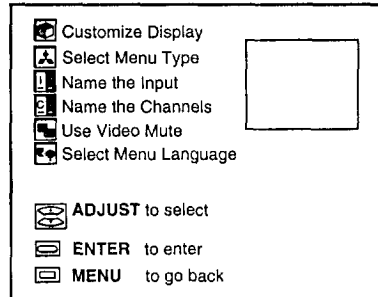 Customize Display
Select Menu Type
Name the Input
Name the Channels
Use Video Mute
Select Menu Language
ADJUST to select
ENTER to enter
MENU to go back